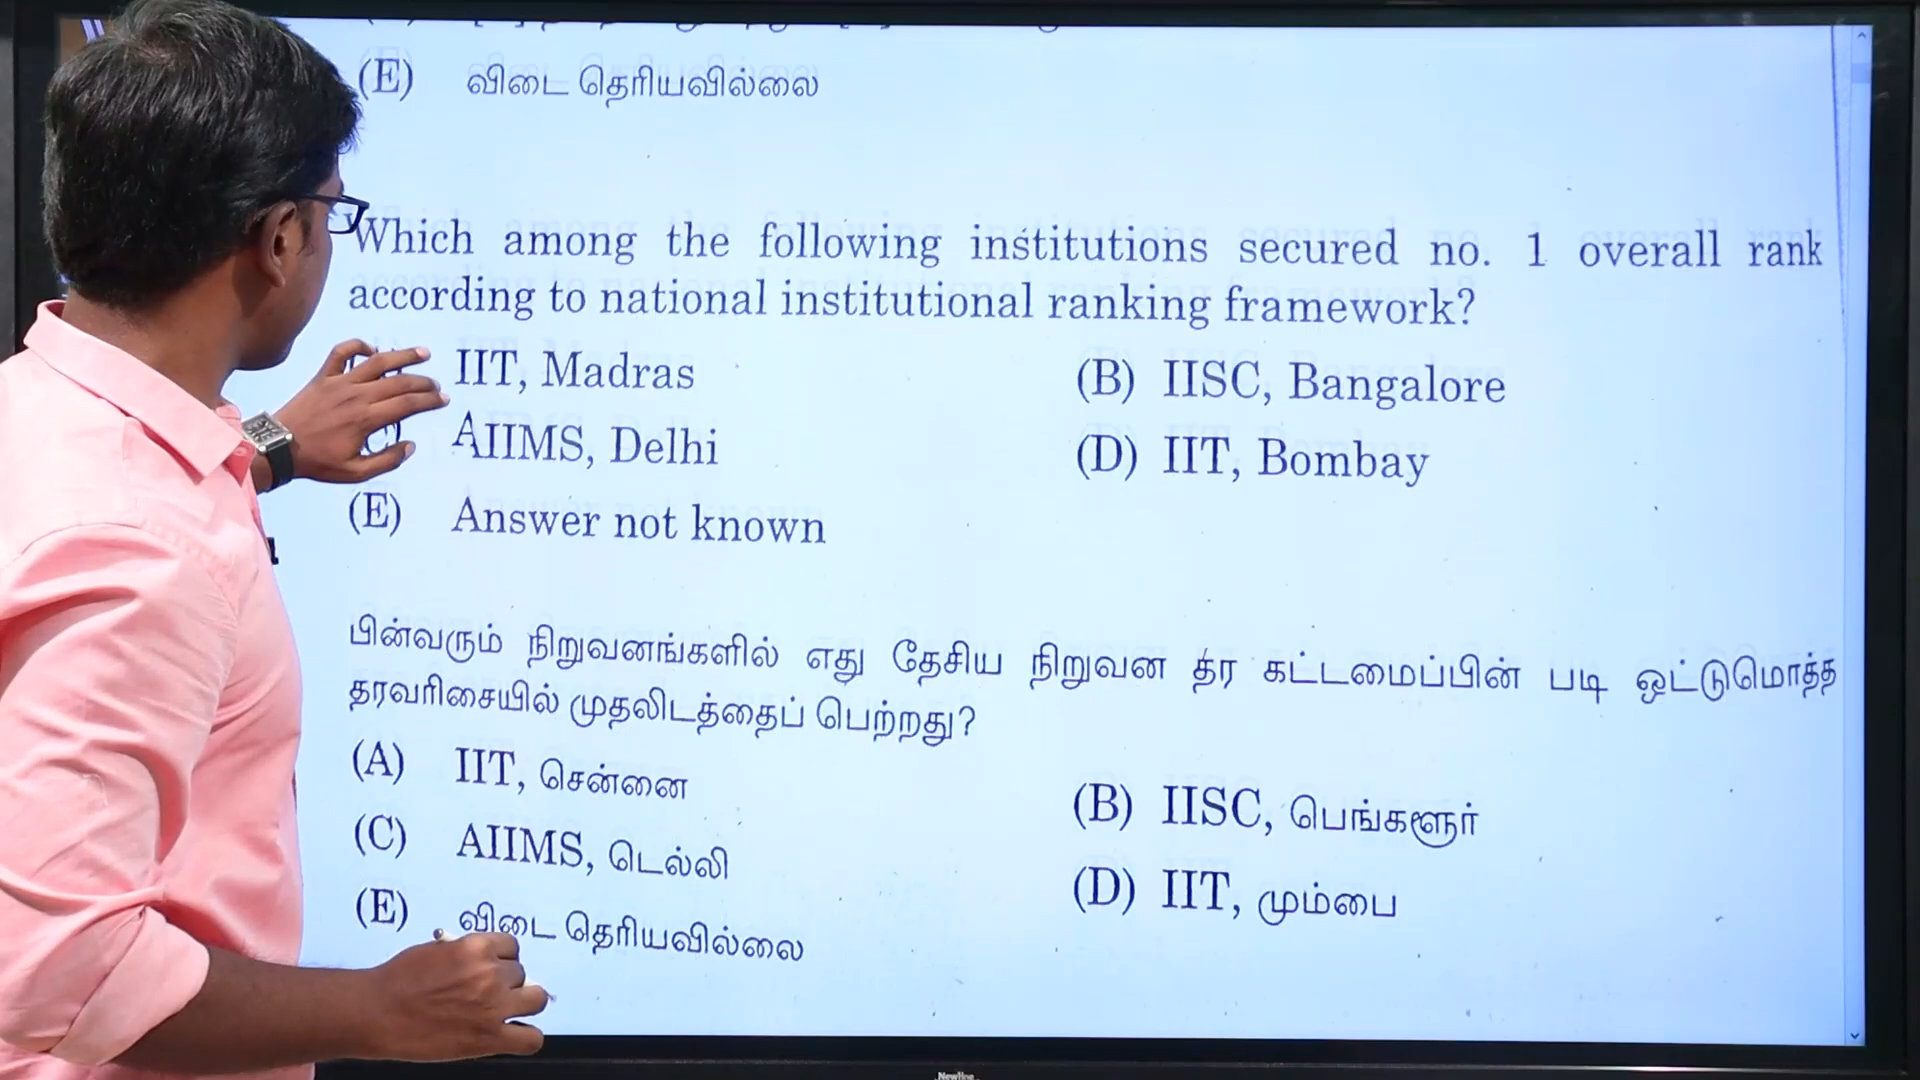 (E) விடை தெரியவில்லை
Which among the following institutions secured no. 1 overall rank
according to national institutional ranking framework?
IIT, Madras (B) IISC, Bangalore
C) AIIMS, Delhi (D) IIT, Bombay
(E) Answer not known
பின்வரும் நிறுவனங்களில் எது தேசிய நிறுவன தர கட்டமைப்பின் படி ஒட்டுமொத்த
தரவரிசையில் முதலிடத்தைப் பெற்றது?
(A) IIT, சென்னை (B) IISC, பெங்களூர்
(C) AIIMS, டெல்லி (D) IIT, மும்பை
(E) விடை தெரியவில்லை
Newline